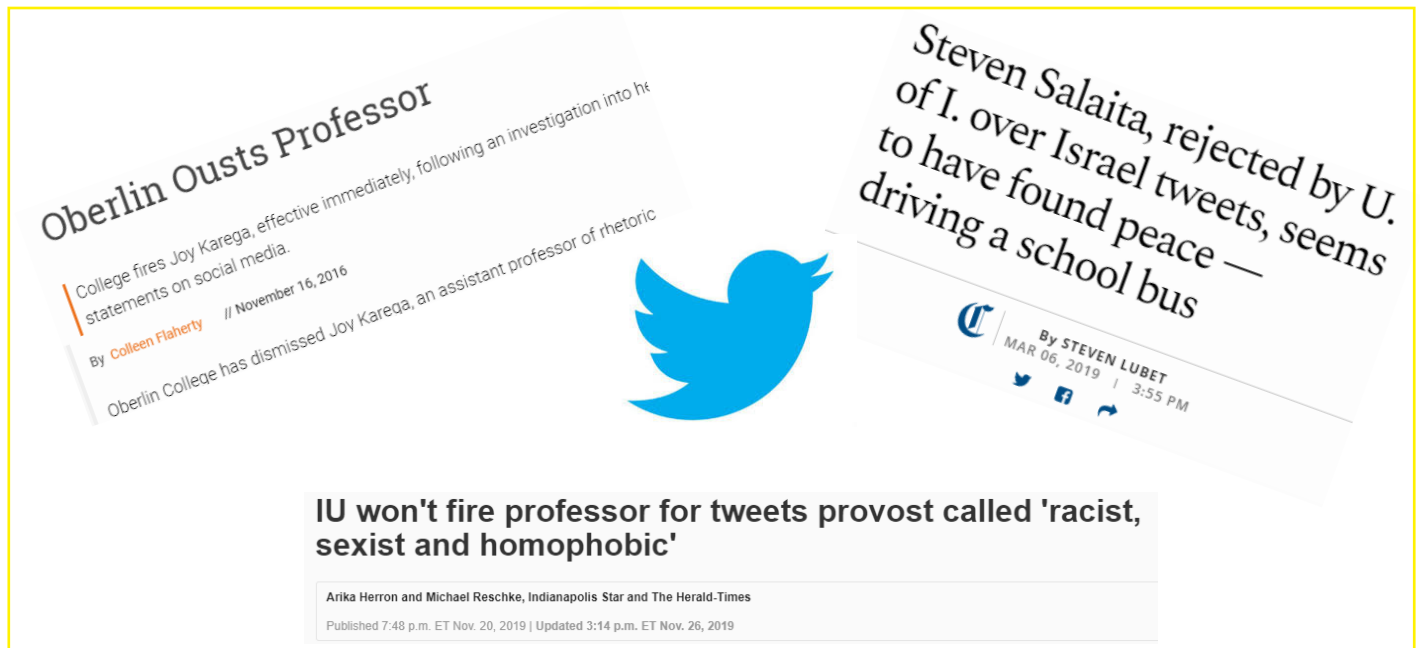 Oberlin Ousts Professor
College fires Joy Karega, effective immediately, following an investigation into
statements on social media.
By Colleen Flaherty // November 16, 2016
Oberlin College has dismissed Joy Karega, an assistant professor of rhetoric
Steven Salaita, rejected by U.
of I. over Israel tweets, seems
to have found peace —
driving a school bus
By STEVEN LUBET
MAR 06, 2019 | 3:55 PM
IU won't fire professor for tweets provost called 'racist,
sexist and homophobic'
Arika Herron and Michael Reschke, Indianapolis Star and The Herald-Times
Published 7:48 p.m. ET Nov. 20, 2019 | Updated 3:14 p.m. ET Nov. 26, 2019